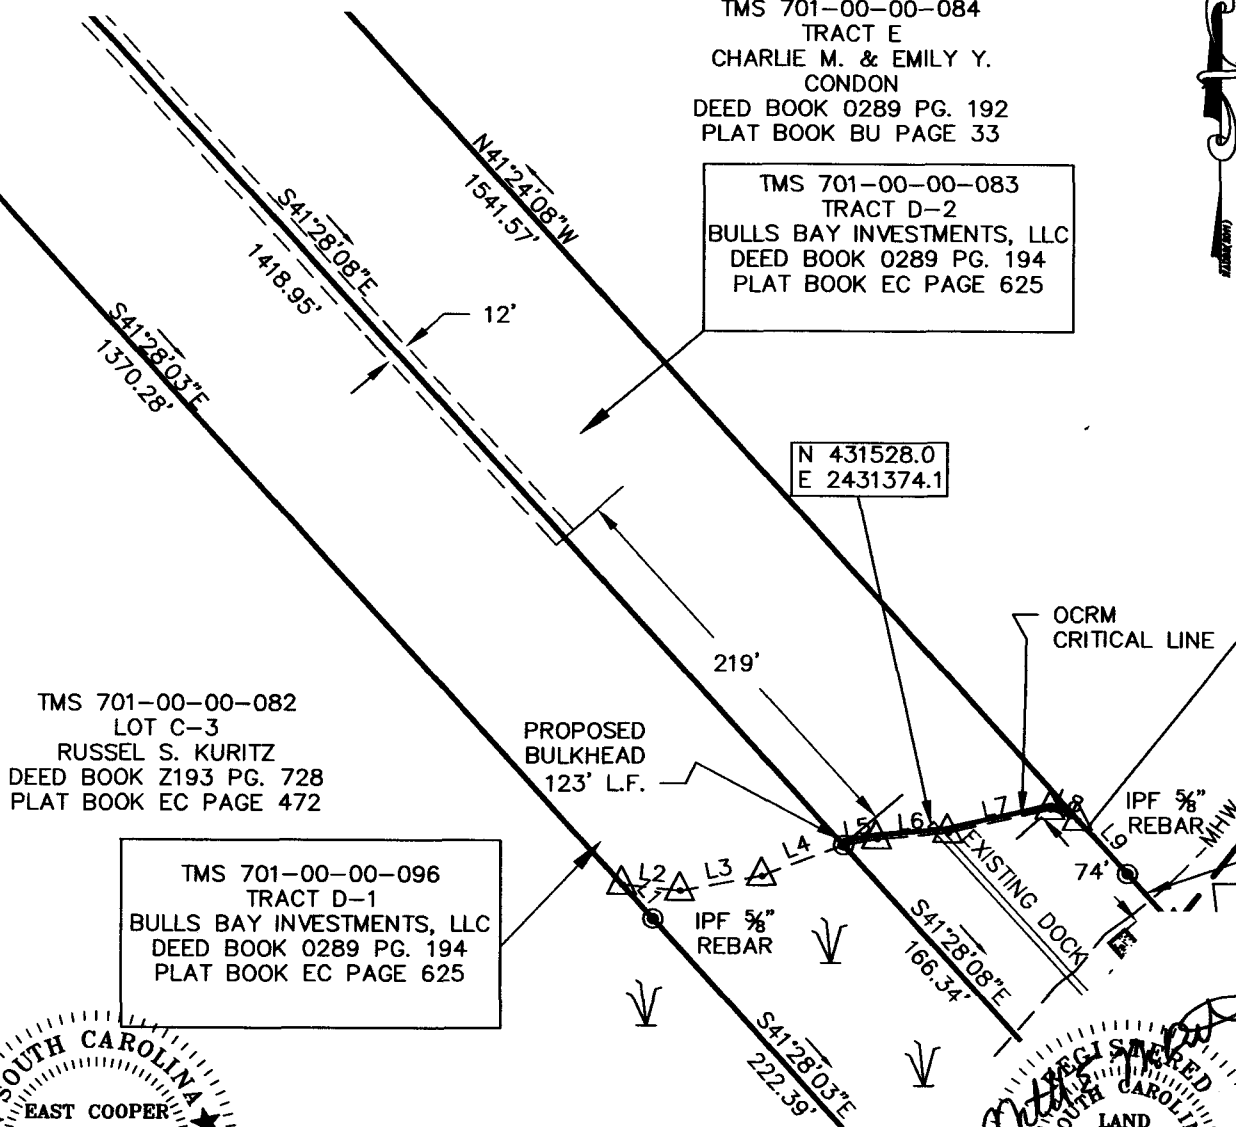 TMS 701-00-00-084
TRACT E
CHARLIE M. & EMILY Y.
CONDON
DEED BOOK 0289 PG. 192
PLAT BOOK BU PAGE 33
TMS 701-00-00-083
TRACT D-2
BULLS BAY INVESTMENTS, LLC
DEED BOOK 0289 PG. 194
PLAT BOOK EC PAGE 625
N41°24'08"W
1541.57'
S41°28'08"E
1418.95'
12'
S41°28'03"E
1370.28'
N 431528.0
E 2431374.1
OCRM
CRITICAL LINE
219'
TMS 701-00-00-082
LOT C-3
RUSSEL S. KURITZ
DEED BOOK Z193 PG. 728
PLAT BOOK EC PAGE 472
PROPOSED
BULKHEAD
123' L.F.
L1
L2
L3
L4
L5
L6
L7
L8
L9
IPF 5/8"
REBAR
MHW
74'
EXISTING DOCK
TMS 701-00-00-096
TRACT D-1
BULLS BAY INVESTMENTS, LLC
DEED BOOK 0289 PG. 194
PLAT BOOK EC PAGE 625
IPF 5/8"
REBAR
S41°28'08"E
166.34'
S41°28'03"E
222.39'
SOUTH CAROLINA
EAST COOPER
REGISTERED
SOUTH CAROLIN
LAND